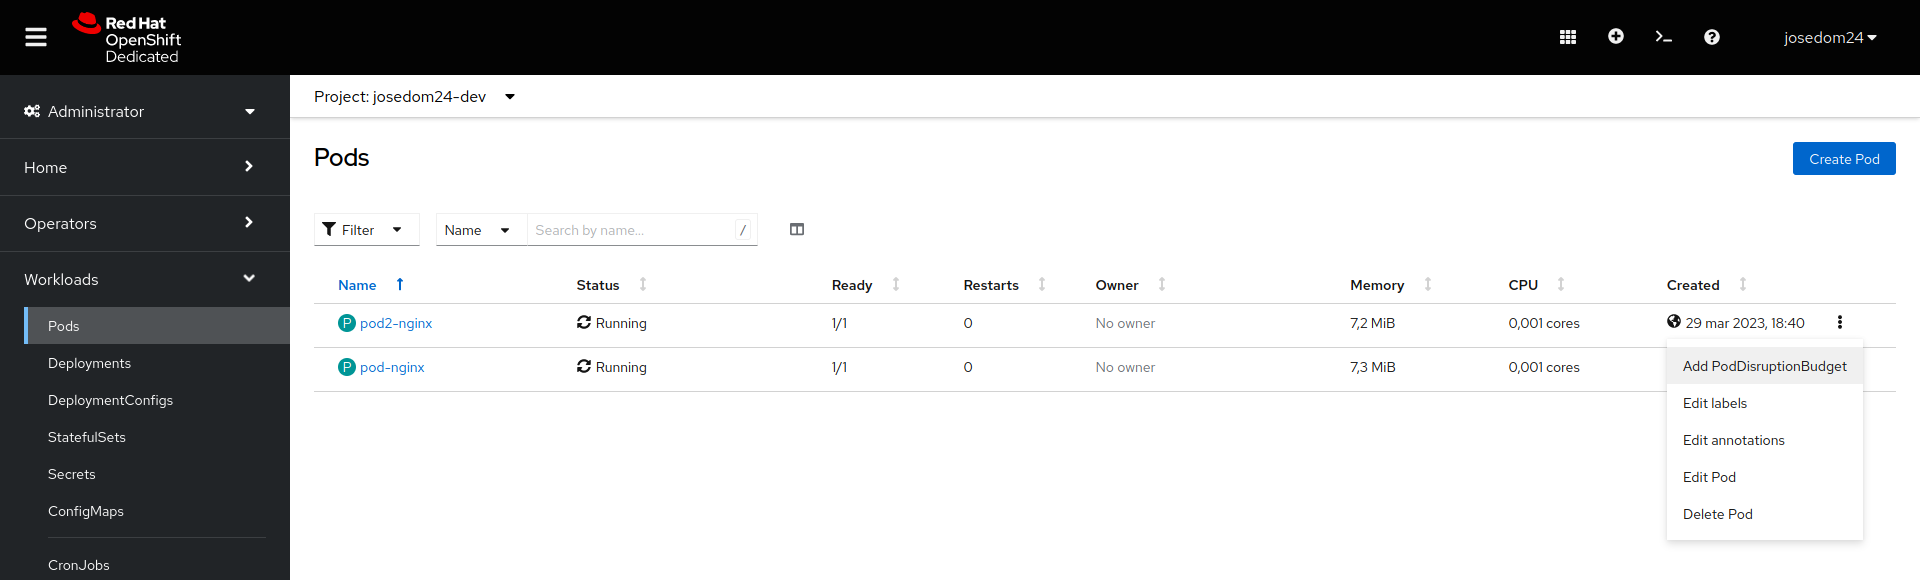 Red Hat
OpenShift
Dedicated
josedom24
Administrator
Home
Operators
Workloads
Pods
Deployments
DeploymentConfigs
StatefulSets
Secrets
ConfigMaps
CronJobs
Project: josedom24-dev
Pods
Create Pod
Filter
Name
Search by name...
/
Name Status Ready Restarts Owner Memory CPU Created
P pod2-nginx Running 1/1 0 No owner 7,2 MiB 0,001 cores 29 mar 2023, 18:40
P pod-nginx Running 1/1 0 No owner 7,3 MiB 0,001 cores
Add PodDisruptionBudget
Edit labels
Edit annotations
Edit Pod
Delete Pod